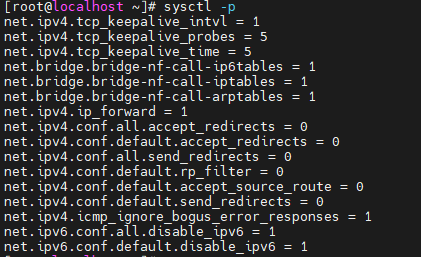 [root@localhost ~]# sysctl -p
net.ipv4.tcp_keepalive_intvl = 1
net.ipv4.tcp_keepalive_probes = 5
net.ipv4.tcp_keepalive_time = 5
net.bridge.bridge-nf-call-ip6tables = 1
net.bridge.bridge-nf-call-iptables = 1
net.bridge.bridge-nf-call-arptables = 1
net.ipv4.ip_forward = 1
net.ipv4.conf.all.accept_redirects = 0
net.ipv4.conf.default.accept_redirects = 0
net.ipv4.conf.all.send_redirects = 0
net.ipv4.conf.default.rp_filter = 0
net.ipv4.conf.default.accept_source_route = 0
net.ipv4.conf.default.send_redirects = 0
net.ipv4.icmp_ignore_bogus_error_responses = 1
net.ipv6.conf.all.disable_ipv6 = 1
net.ipv6.conf.default.disable_ipv6 = 1